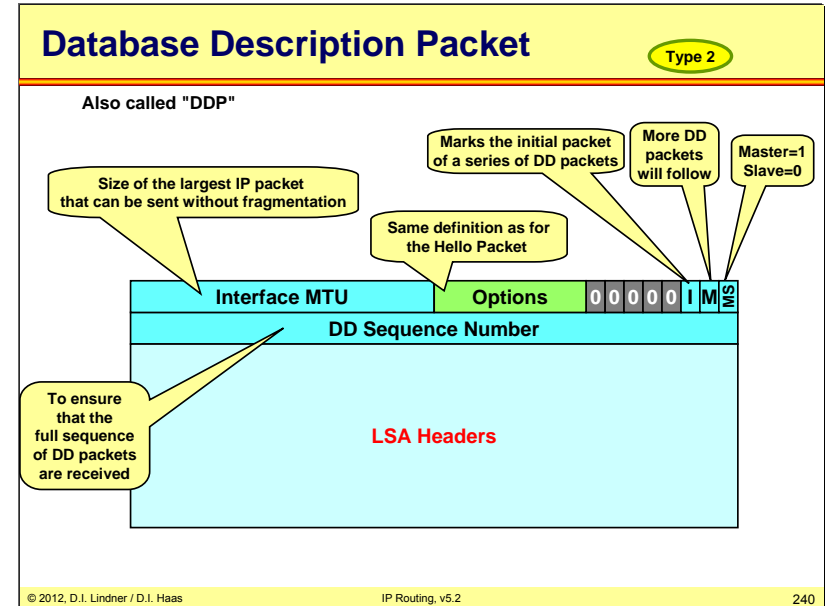 Database Description Packet
Type 2
Also called "DDP"
Marks the initial packet
of a series of DD packets
More DD
packets
will follow
Master=1
Slave=0
Size of the largest IP packet
that can be sent without fragmentation
Same definition as for
the Hello Packet
Interface MTU Options 0 0 0 0 0 I M MS
DD Sequence Number
To ensure
that the
full sequence
of DD packets
are received
LSA Headers
© 2012, D.I. Lindner / D.I. Haas IP Routing, v5.2 240